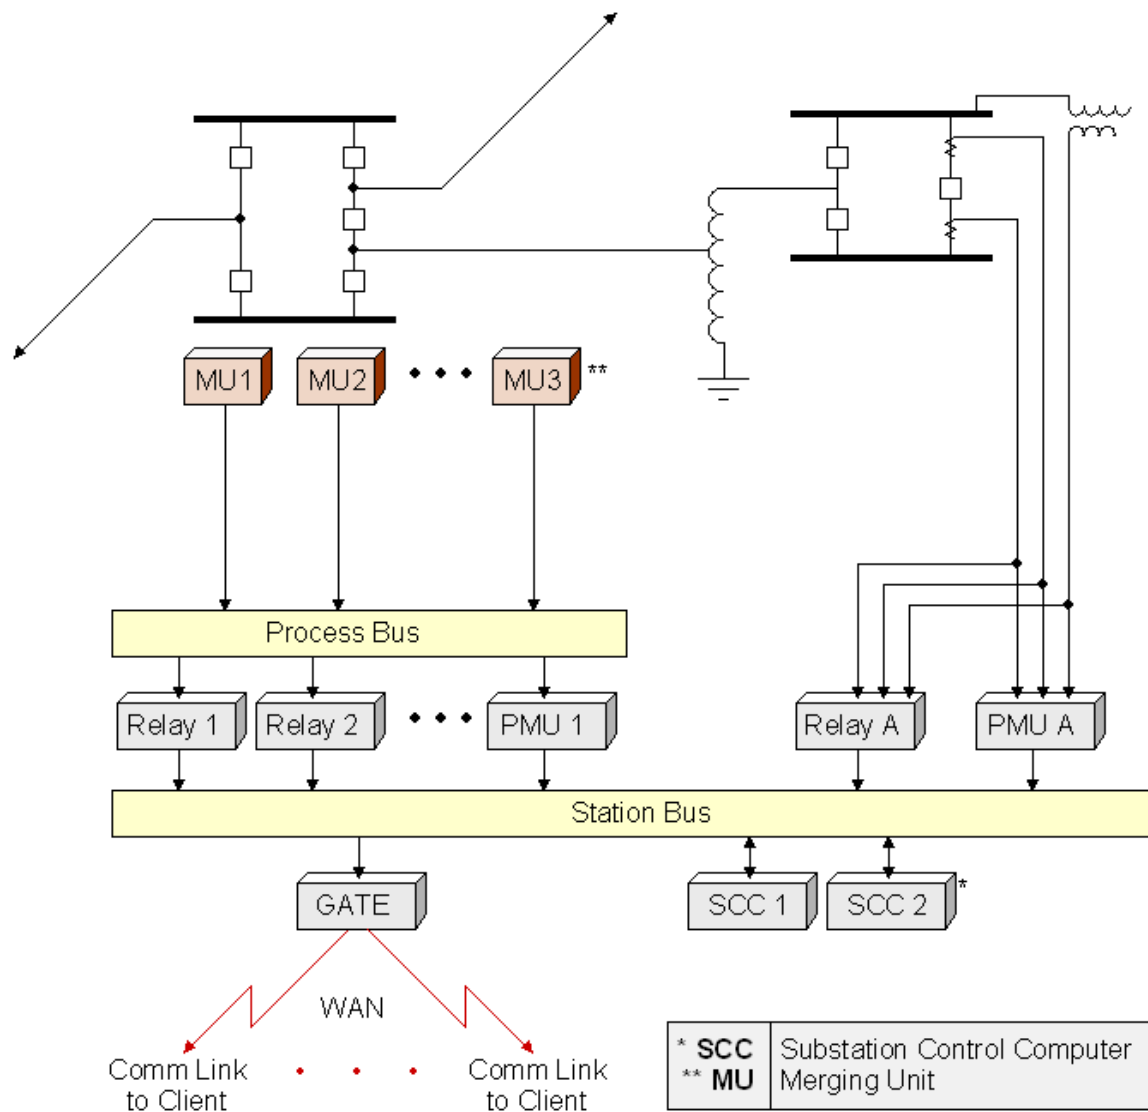 MU1
MU2
MU3
**
Process Bus
Relay 1
Relay 2
PMU 1
Relay A
PMU A
Station Bus
GATE
SCC 1
SCC 2
*
WAN
Comm Link
to Client
Comm Link
to Client
* SCC Substation Control Computer
** MU Merging Unit